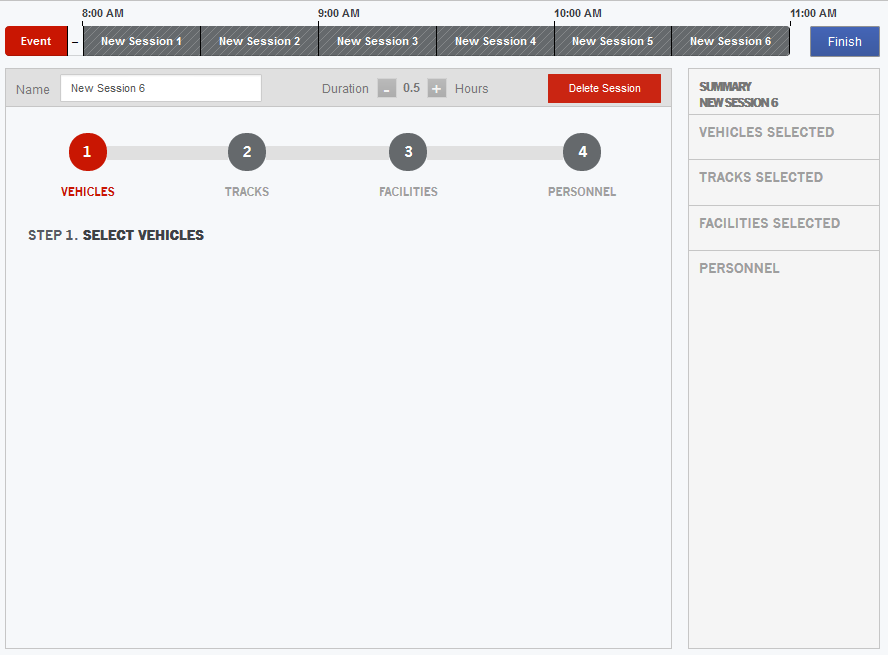 8:00 AM 9:00 AM 10:00 AM 11:00 AM
Event – New Session 1 New Session 2 New Session 3 New Session 4 New Session 5 New Session 6 Finish
Name New Session 6 Duration - 0.5 + Hours Delete Session
1 2 3 4
VEHICLES TRACKS FACILITIES PERSONNEL
STEP 1. SELECT VEHICLES
SUMMARY
NEW SESSION 6
VEHICLES SELECTED
TRACKS SELECTED
FACILITIES SELECTED
PERSONNEL